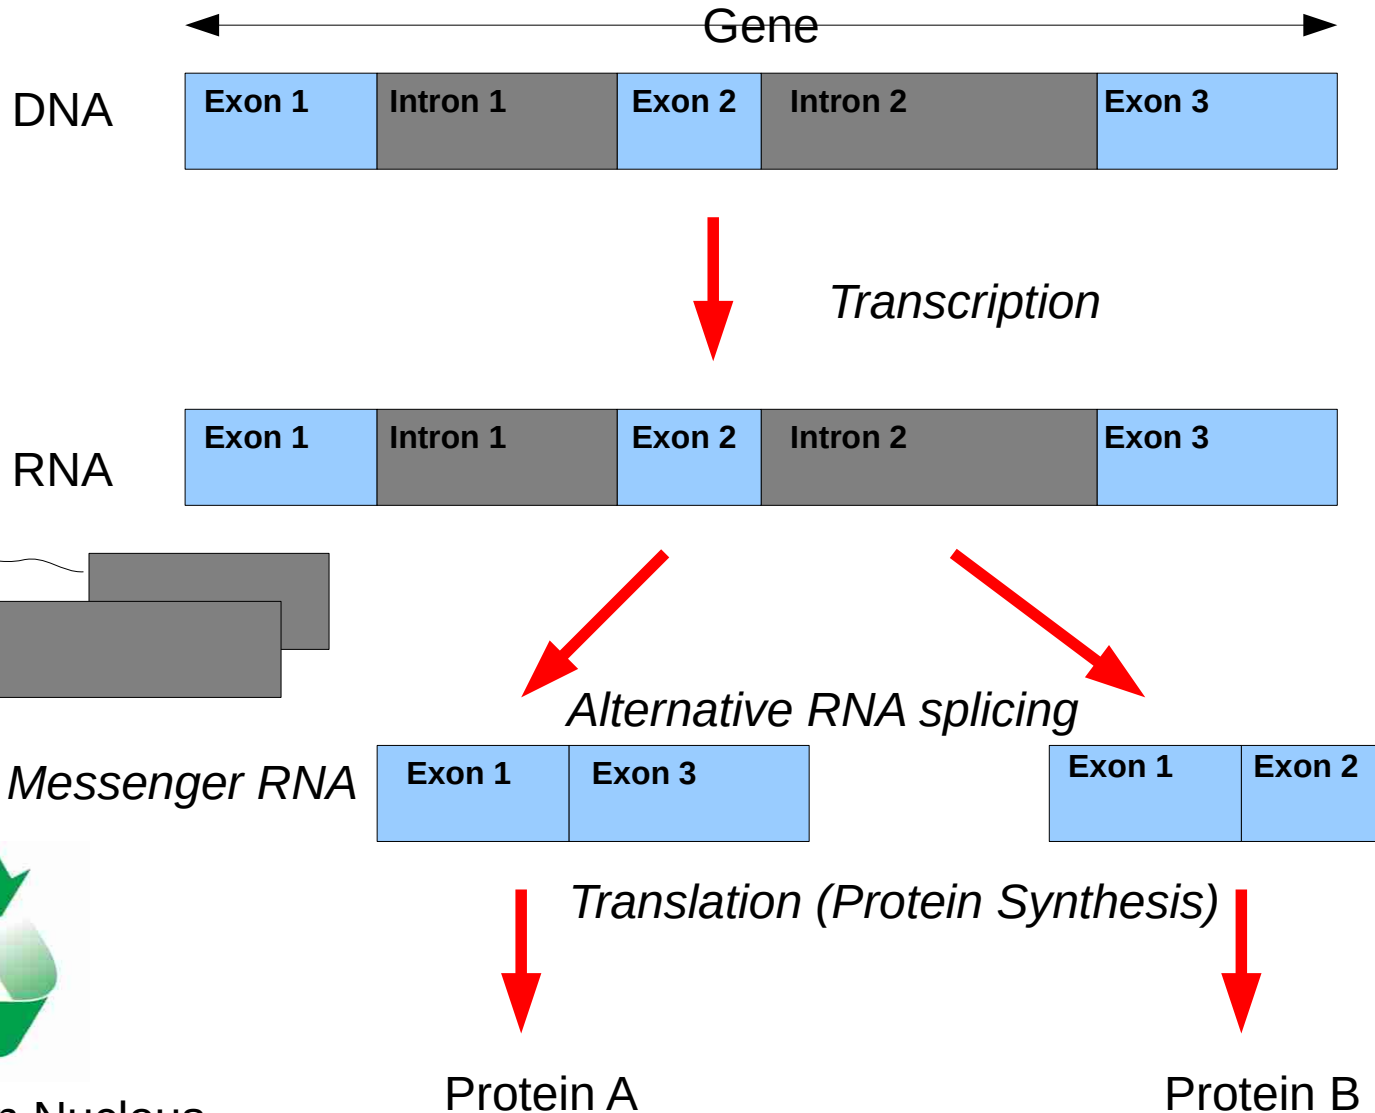 Gene
DNA
Exon 1 Intron 1 Exon 2 Intron 2 Exon 3
Transcription
RNA
Exon 1 Intron 1 Exon 2 Intron 2 Exon 3
Alternative RNA splicing
Messenger RNA
Exon 1 Exon 3
Exon 1 Exon 2
Translation (Protein Synthesis)
Protein A
Protein B
Nucleus